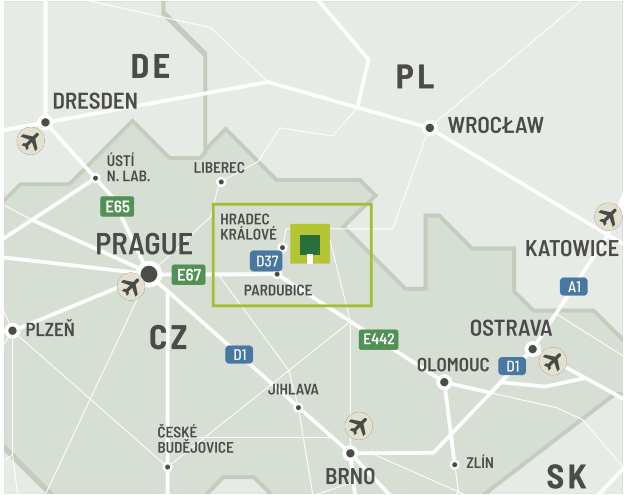 DE
PL
DRESDEN
WROCŁAW
ÚSTÍ
N. LAB.
LIBEREC
E65
HRADEC
KRÁLOVÉ
PRAGUE
KATOWICE
D37
E67
PARDUBICE
A1
PLZEŇ
CZ
OSTRAVA
E442
D1
OLOMOUC
D1
JIHLAVA
ČESKÉ
BUDĚJOVICE
ZLÍN
BRNO
SK